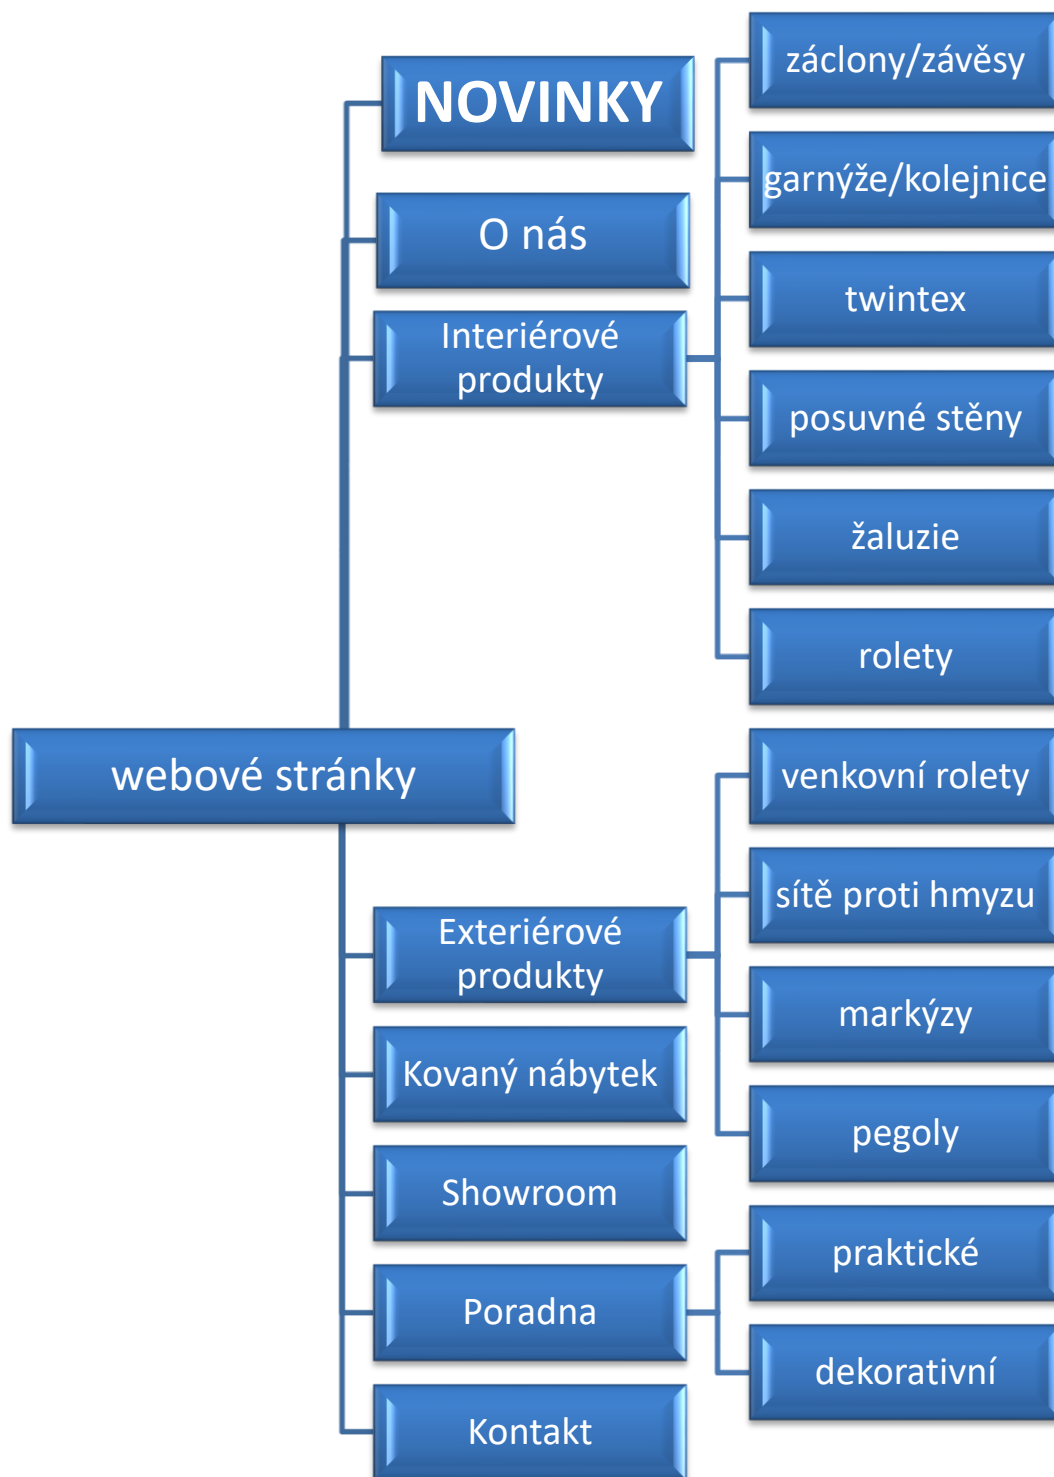 webové stránky
NOVINKY
O nás
Interiérové
produkty
záclony/závěsy
garnýže/kolejnice
twintex
posuvné stěny
žaluzie
rolety
Exteriérové
produkty
venkovní rolety
sítě proti hmyzu
markýzy
pegoly
Kovaný nábytek
Showroom
Poradna
praktické
dekorativní
Kontakt